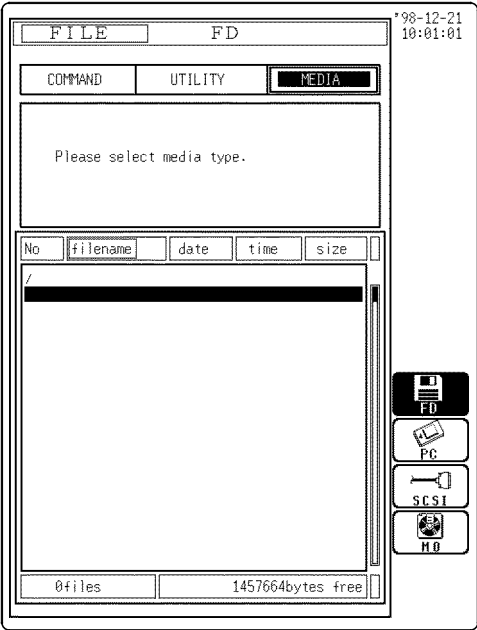 '98-12-21
FILE FD 10:01:01
COMMAND UTILITY MEDIA
Please select media type.
No filename date time size
/
FD
PC
SCSI
MO
0files 1457664bytes free